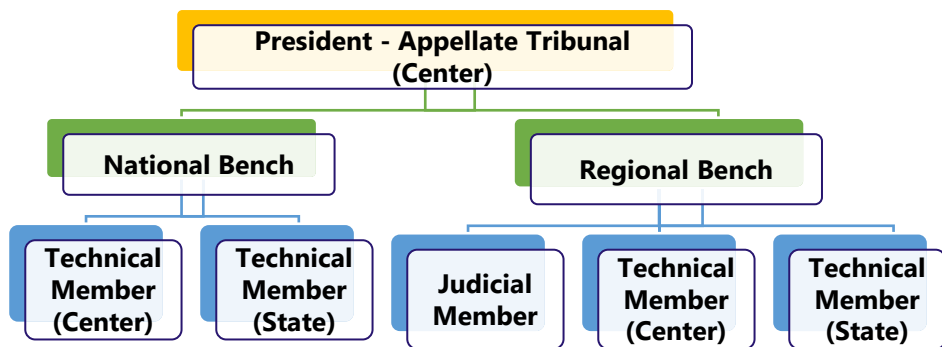 President - Appellate Tribunal
(Center)
National Bench
Regional Bench
Technical
Member
(Center)
Technical
Member
(State)
Judicial
Member
Technical
Member
(Center)
Technical
Member
(State)